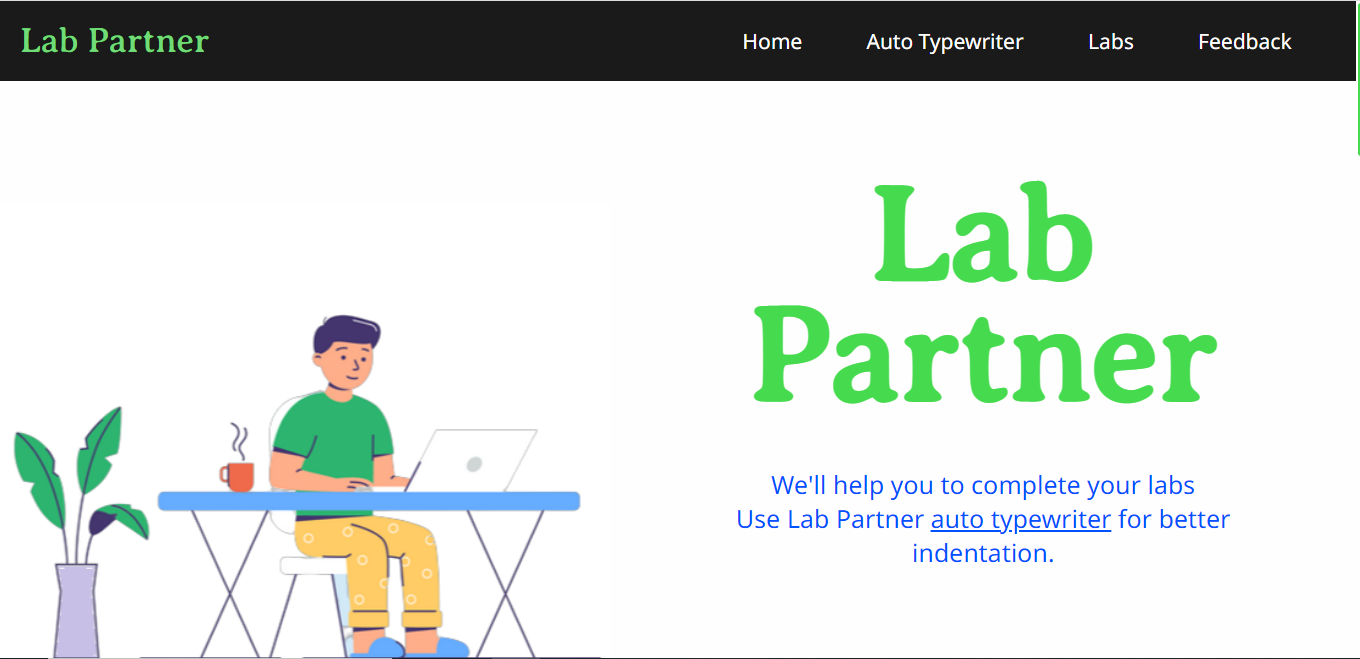 Lab Partner
Home
Auto Typewriter
Labs
Feedback
Lab
Partner
We'll help you to complete your labs
Use Lab Partner auto typewriter for better
indentation.